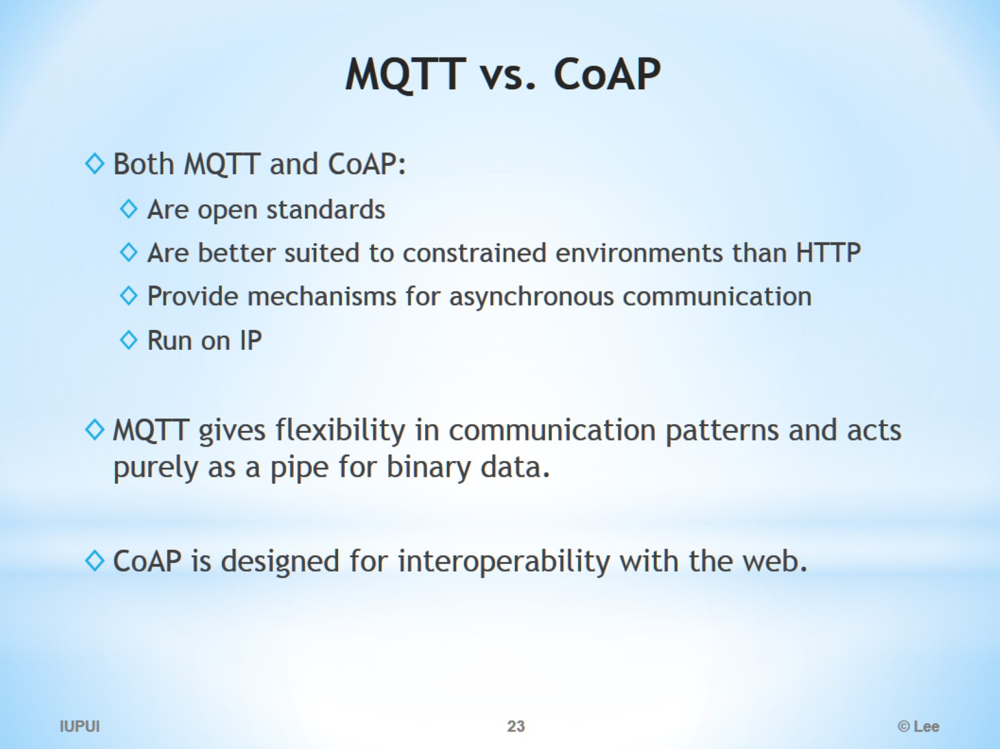 MQTT vs. CoAP
Both MQTT and CoAP:
Are open standards
Are better suited to constrained environments than HTTP
Provide mechanisms for asynchronous communication
Run on IP
MQTT gives flexibility in communication patterns and acts
purely as a pipe for binary data.
CoAP is designed for interoperability with the web.
IUPUI
23
© Lee